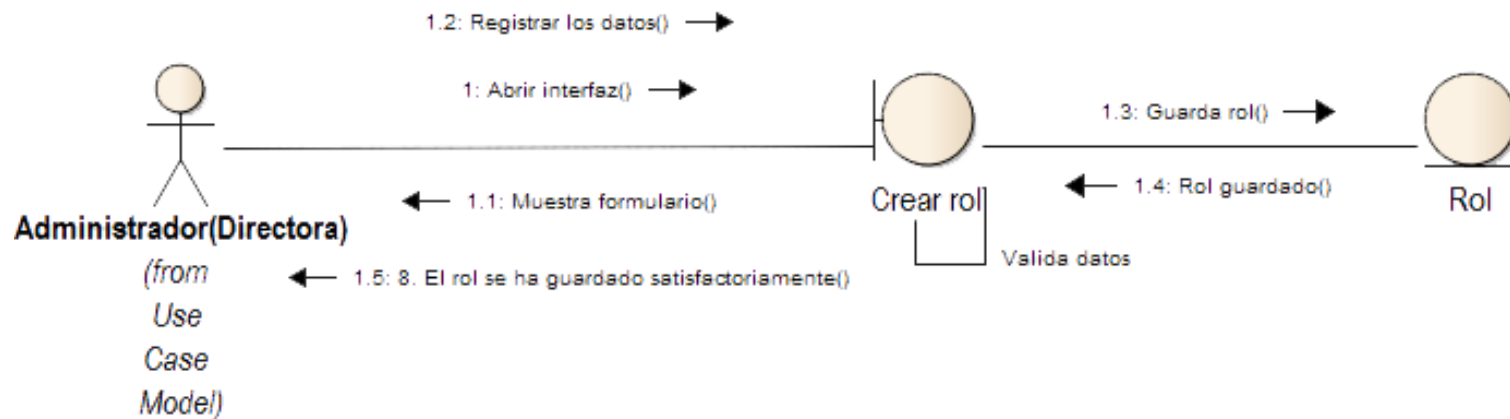 1.2: Registrar los datos()
1: Abrir interfaz()
1.3: Guarda rol()
1.1: Muestra formulario()
Crear rol
1.4: Rol guardado()
Rol
Administrador(Directora)
(from
Use
Case
Model)
Valida datos
1.5: 8. El rol se ha guardado satisfactoriamente()